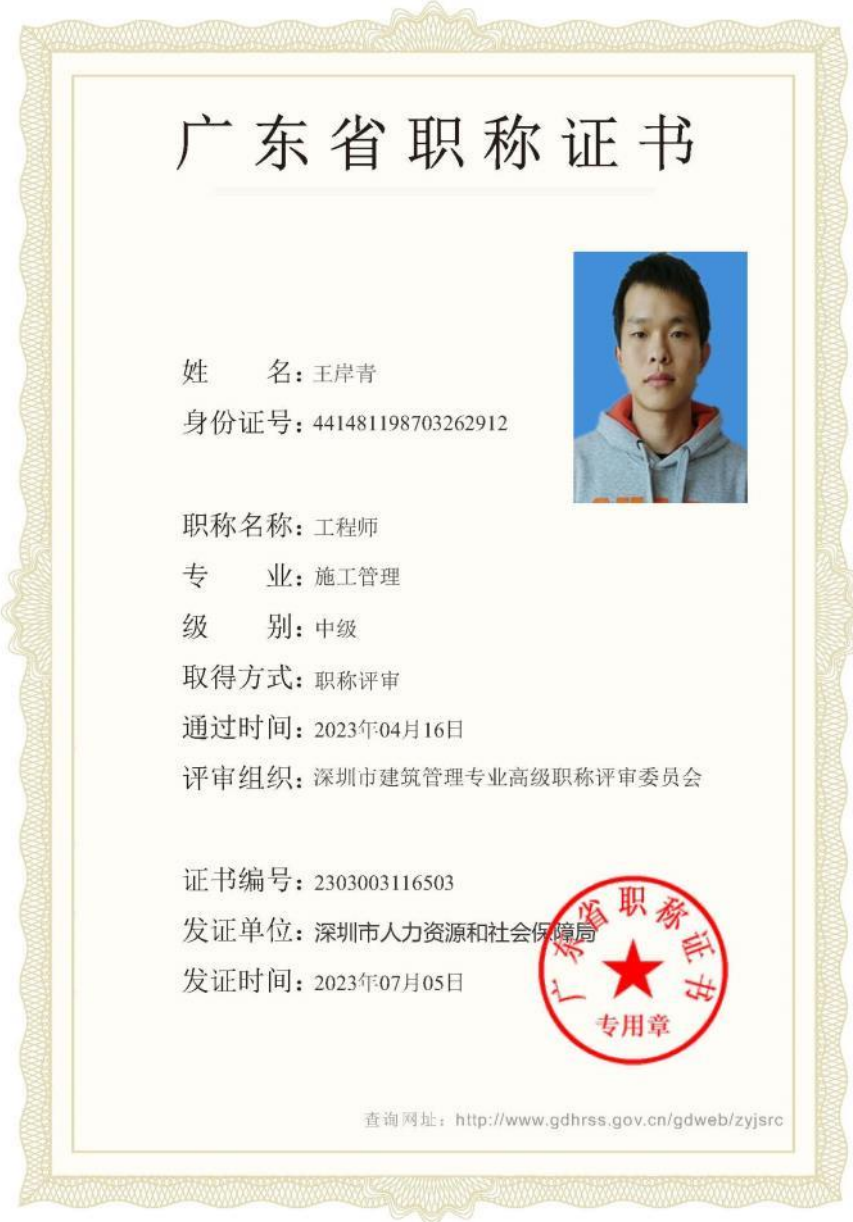 广东省职称证书
姓 名：王岸青
身份证号：441481198703262912
职称名称：工程师
专 业：施工管理
级 别：中级
取得方式：职称评审
通过时间：2023年04月16日
评审组织：深圳市建筑管理专业高级职称评审委员会
证书编号：2303003116503
发证单位：深圳市人力资源和社会保障局
发证时间：2023年07月05日
广东省职称证书
专用章
查询网址：http://www.gdhrss.gov.cn/gdweb/zyjsrc